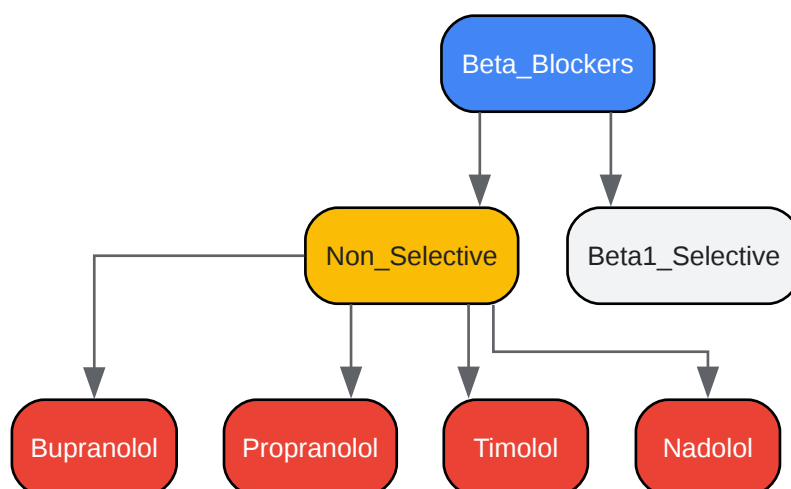 Beta_Blockers
Non_Selective
Beta1_Selective
Bupranolol
Propranolol
Timolol
Nadolol